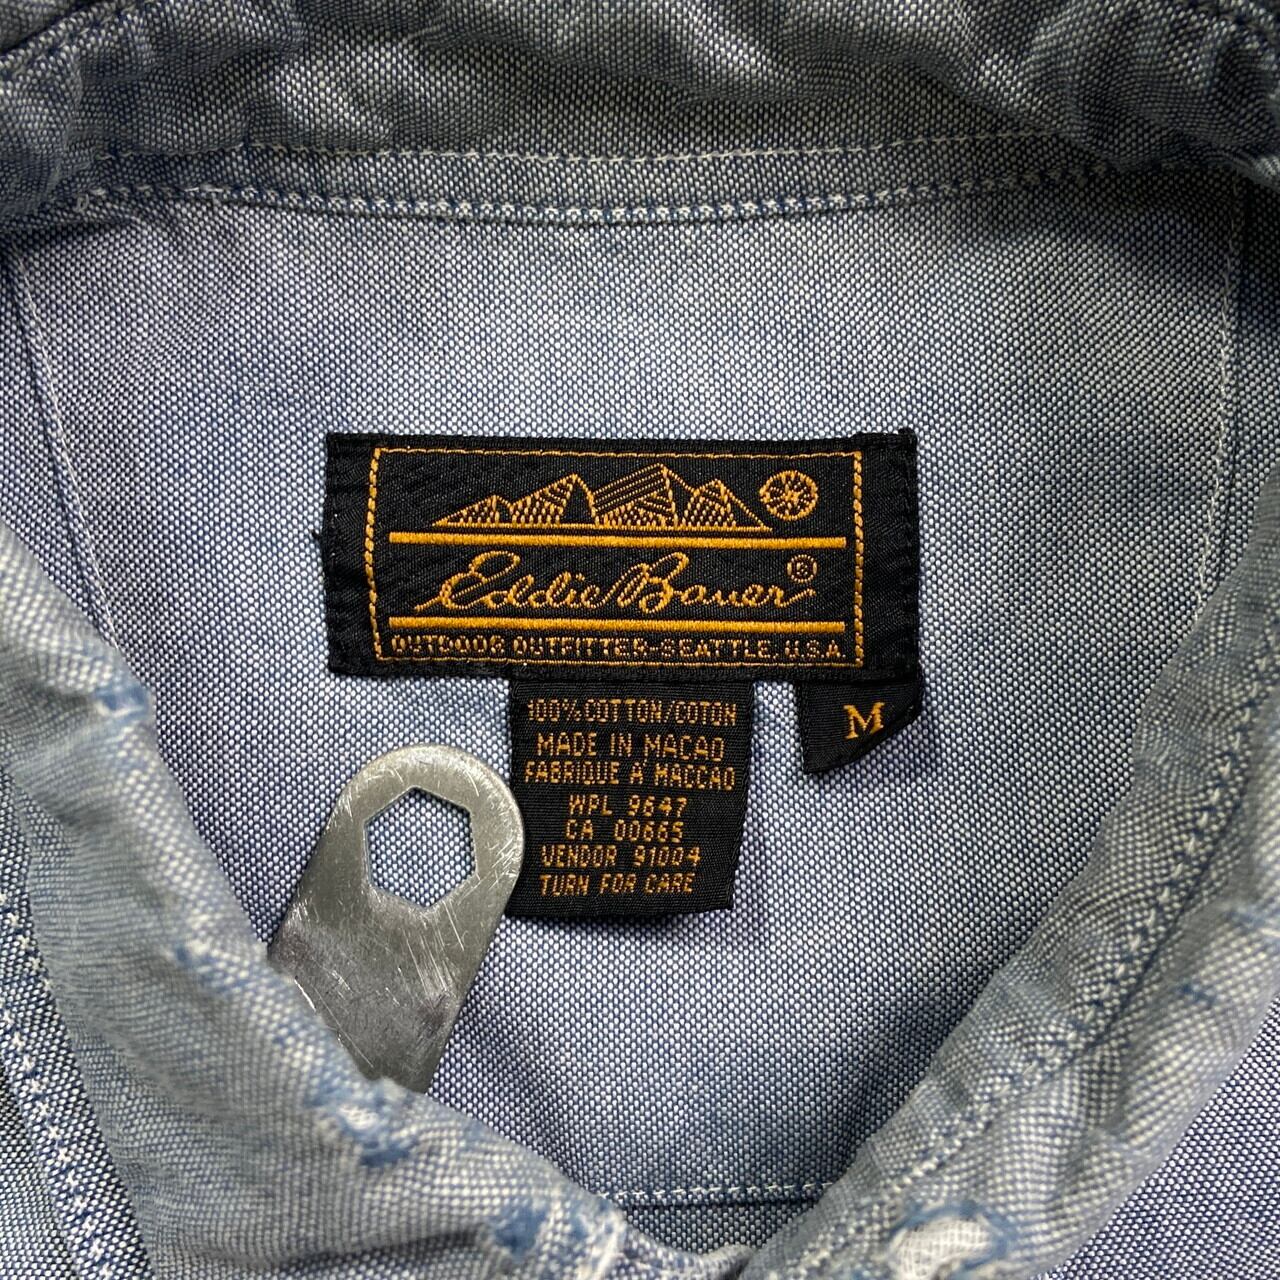 Eddie Bauer®
OUTDOOR OUTFITTER-SEATTLE, U.S.A.
100% COTTON/COTON
MADE IN MACAO
FABRIQUE A' MACCAO
WPL 9647
CA 00665
VENDOR 91004
TURN FOR CARE
M